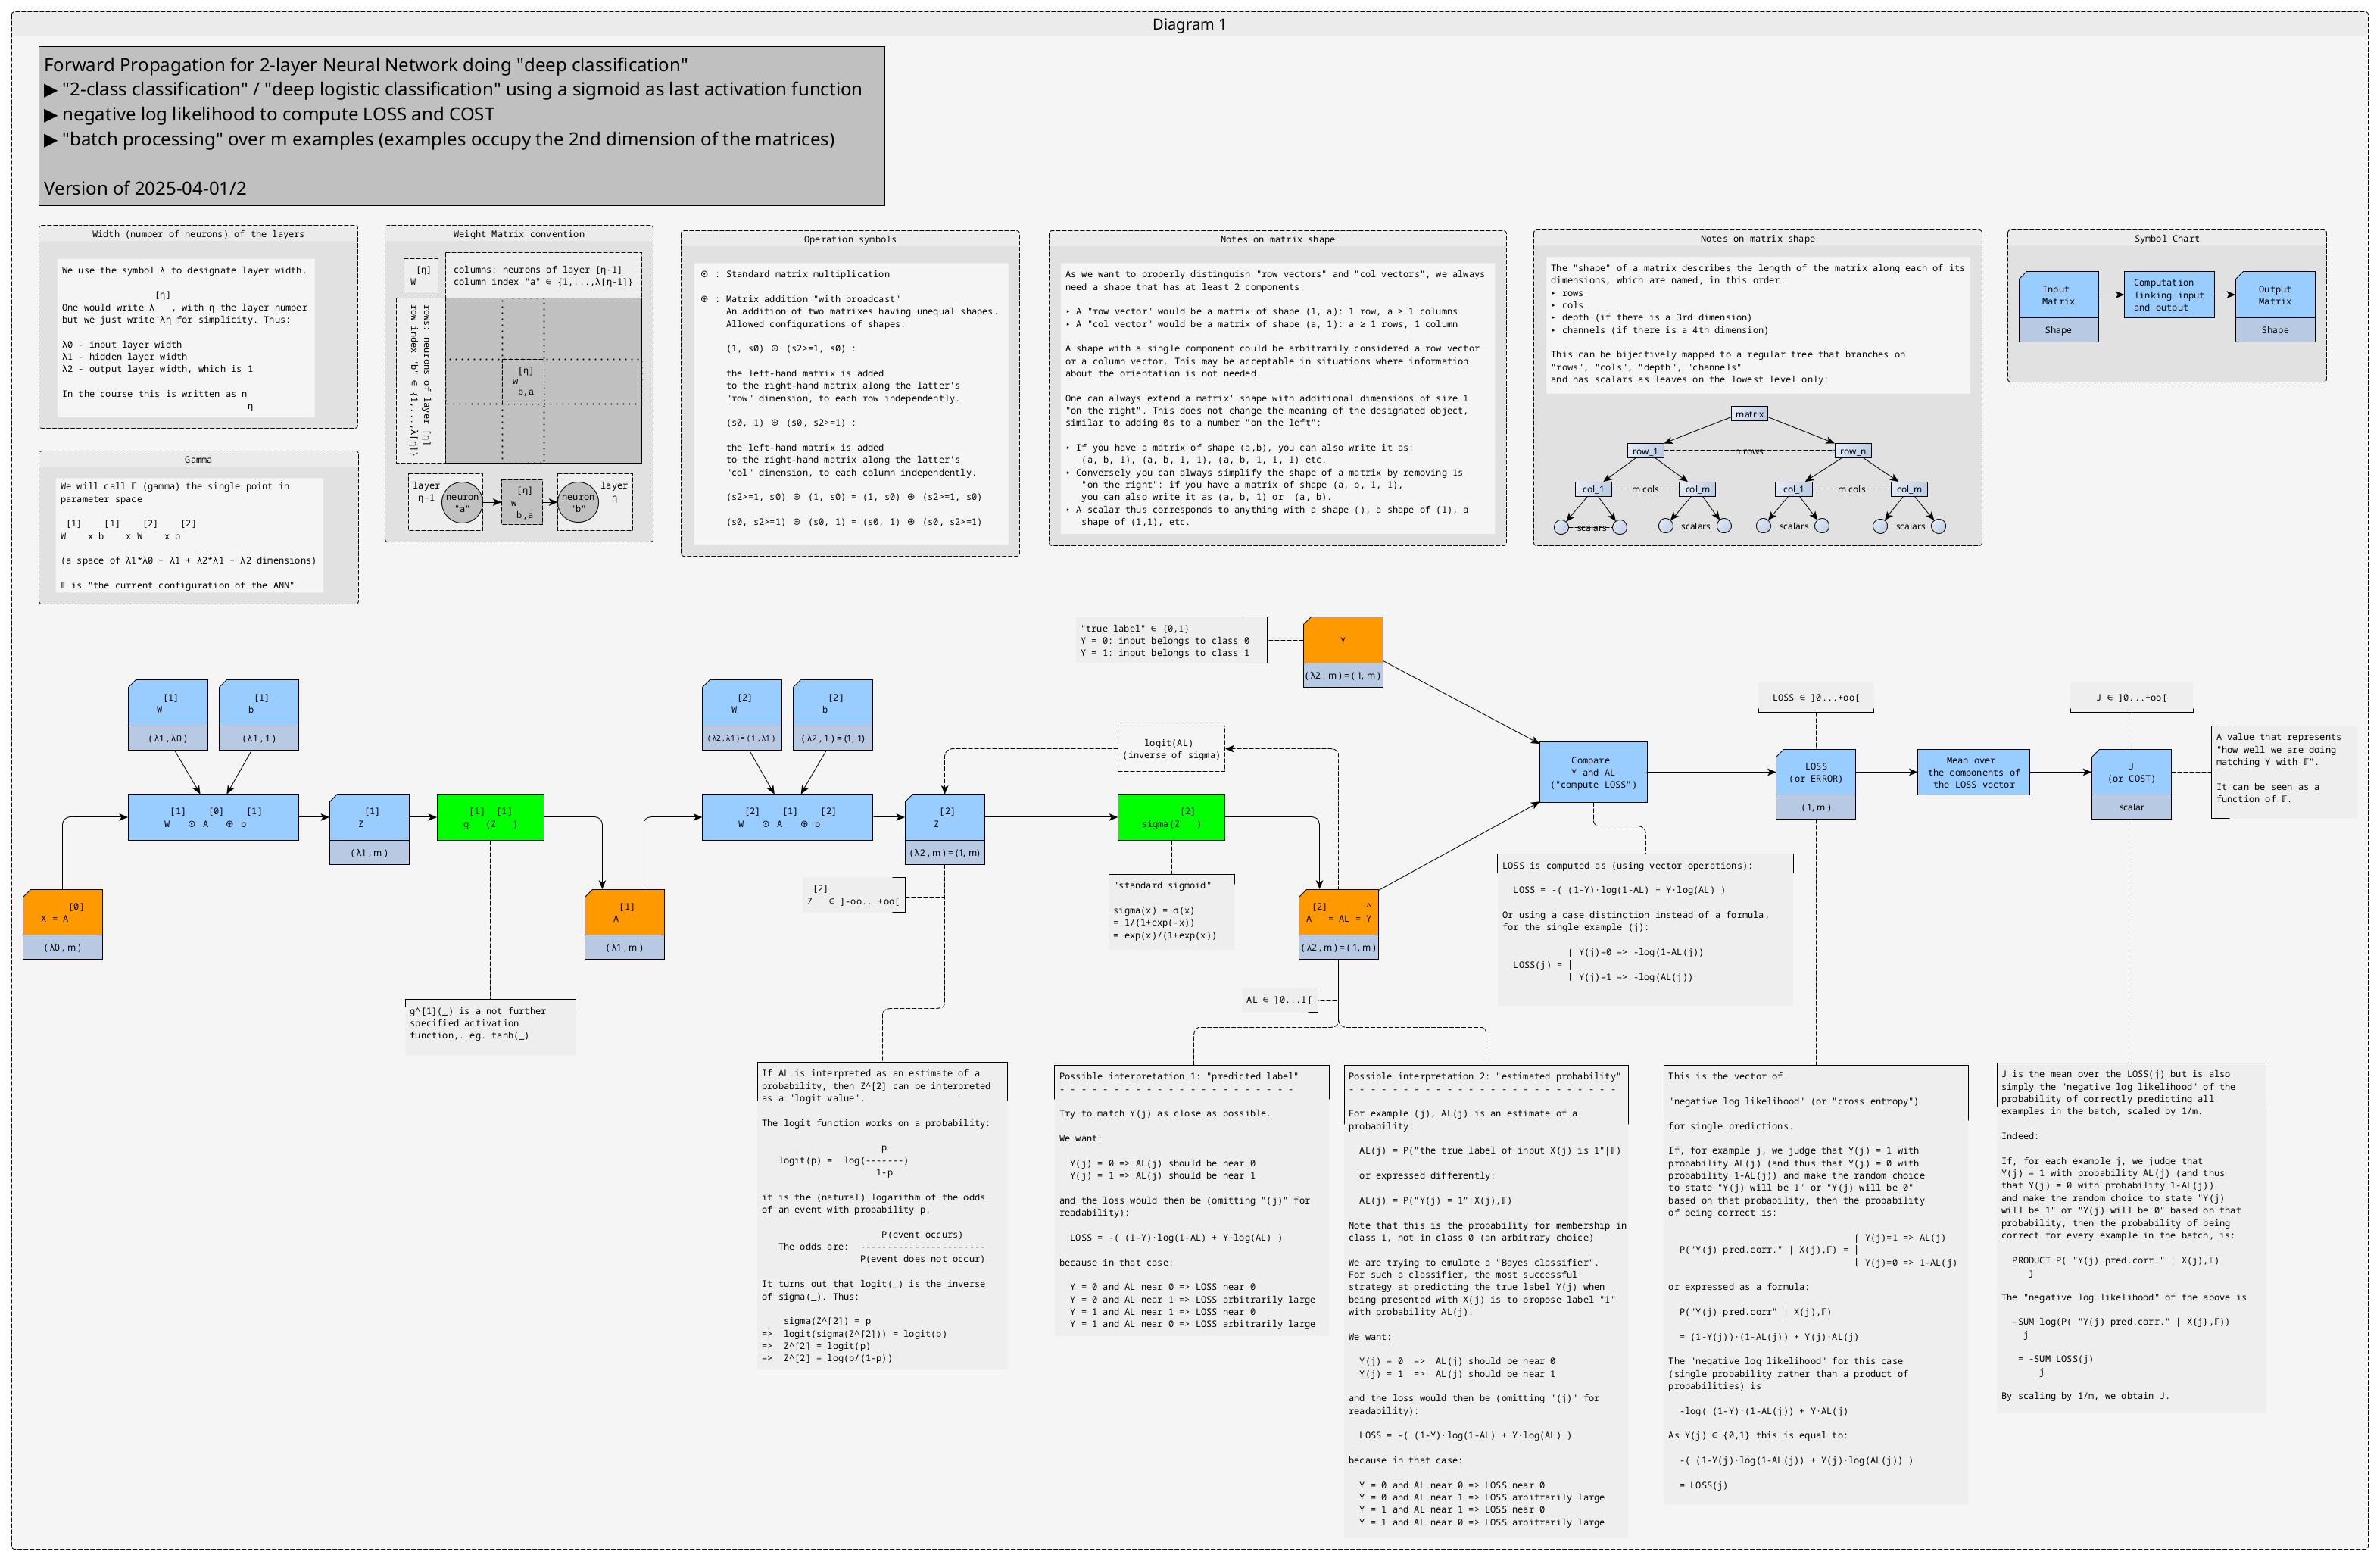 Diagram 1
Forward Propagation for 2-layer Neural Network doing "deep classification"
▶ "2-class classification" / "deep logistic classification" using a sigmoid as last activation function
▶ negative log likelihood to compute LOSS and COST
▶ "batch processing" over m examples (examples occupy the 2nd dimension of the matrices)
Version of 2025-04-01/2
Width (number of neurons) of the layers
We use the symbol λ to designate layer width.
[η]
One would write λ , with η the layer number
but we just write λη for simplicity. Thus:
λ0 - input layer width
λ1 - hidden layer width
λ2 - output layer width, which is 1
In the course this is written as n
η
Gamma
We will call Γ (gamma) the single point in
parameter space
[1] [1] [2] [2]
W x b x W x b
(a space of λ1*λ0 + λ1 + λ2*λ1 + λ2 dimensions)
Γ is "the current configuration of the ANN"
Weight Matrix convention
[η]
W
columns: neurons of layer [η-1]
column index "a" ∈ {1,...,λ[η-1]}
rows: neurons of layer [η]
row index "b" ∈ {1,...,λ[η]}
[η]
w
b,a
layer
η-1
neuron
"a"
[η]
w
b,a
neuron
"b"
layer
η
Operation symbols
⊙ : Standard matrix multiplication
⊕ : Matrix addition "with broadcast"
An addition of two matrixes having unequal shapes.
Allowed configurations of shapes:
(1, s0) ⊕ (s2>=1, s0) :
the left-hand matrix is added
to the right-hand matrix along the latter's
"row" dimension, to each row independently.
(s0, 1) ⊕ (s0, s2>=1) :
the left-hand matrix is added
to the right-hand matrix along the latter's
"col" dimension, to each column independently.
(s2>=1, s0) ⊕ (1, s0) = (1, s0) ⊕ (s2>=1, s0)
(s0, s2>=1) ⊕ (s0, 1) = (s0, 1) ⊕ (s0, s2>=1)
Notes on matrix shape
As we want to properly distinguish "row vectors" and "col vectors", we always
need a shape that has at least 2 components.
‣ A "row vector" would be a matrix of shape (1, a): 1 row, a ≥ 1 columns
‣ A "col vector" would be a matrix of shape (a, 1): a ≥ 1 rows, 1 column
A shape with a single component could be arbitrarily considered a row vector
or a column vector. This may be acceptable in situations where information
about the orientation is not needed.
One can always extend a matrix' shape with additional dimensions of size 1
"on the right". This does not change the meaning of the designated object,
similar to adding 0s to a number "on the left":
‣ If you have a matrix of shape (a,b), you can also write it as:
(a, b, 1), (a, b, 1, 1), (a, b, 1, 1, 1) etc.
‣ Conversely you can always simplify the shape of a matrix by removing 1s
"on the right": if you have a matrix of shape (a, b, 1, 1),
you can also write it as (a, b, 1) or (a, b).
‣ A scalar thus corresponds to anything with a shape (), a shape of (1), a
shape of (1,1), etc.
Notes on matrix shape
The "shape" of a matrix describes the length of the matrix along each of its
dimensions, which are named, in this order:
‣ rows
‣ cols
‣ depth (if there is a 3rd dimension)
‣ channels (if there is a 4th dimension)
This can be bijectively mapped to a regular tree that branches on
"rows", "cols", "depth", "channels"
and has scalars as leaves on the lowest level only:
matrix
row_1
n rows
row_n
col_1
m cols
col_m
col_1
m cols
col_m
scalars
scalars
scalars
scalars
Symbol Chart
Input
Matrix
Shape
Computation
linking input
and output
Output
Matrix
Shape
"true label" ∈ {0,1}
Y = 0: input belongs to class 0
Y = 1: input belongs to class 1
Y
( λ2 , m ) = ( 1, m )
[1]
W
( λ1 , λ0 )
[1]
b
( λ1 , 1 )
[1] [0] [1]
W ⊙ A ⊕ b
[1]
Z
( λ1 , m )
[1] [1]
g (Z )
[0]
X = A
( λ0 , m )
[1]
A
( λ1 , m )
g^[1](_) is a not further
specified activation
function,. eg. tanh(_)
[2]
W
( λ2 , λ1 ) = ( 1 , λ1 )
[2]
b
( λ2 , 1 ) = (1, 1)
[2] [1] [2]
W ⊙ A ⊕ b
[2]
Z
( λ2 , m ) = (1, m)
[2]
Z ∈ ]-oo...+oo[
logit(AL)
(inverse of sigma)
[2]
sigma(Z )
"standard sigmoid"
sigma(x) = σ(x)
= 1/(1+exp(-x))
= exp(x)/(1+exp(x))
[2] ^
A = AL = Y
( λ2 , m ) = ( 1, m )
AL ∈ ]0...1[
Compare
Y and AL
("compute LOSS")
LOSS is computed as (using vector operations):
LOSS = -( (1-Y)·log(1-AL) + Y·log(AL) )
Or using a case distinction instead of a formula,
for the single example (j):
⌈ Y(j)=0 => -log(1-AL(j))
LOSS(j) = |
⌊ Y(j)=1 => -log(AL(j))
LOSS ∈ ]0...+oo[
LOSS
(or ERROR)
( 1, m )
Mean over
the components of
the LOSS vector
J ∈ ]0...+oo[
J
(or COST)
scalar
A value that represents
"how well we are doing
matching Y with Γ".
It can be seen as a
function of Γ.
If AL is interpreted as an estimate of a
probability, then Z^[2] can be interpreted
as a "logit value".
The logit function works on a probability:
p
logit(p) = log(-------)
1-p
it is the (natural) logarithm of the odds
of an event with probability p.
P(event occurs)
The odds are: -----------------------
P(event does not occur)
It turns out that logit(_) is the inverse
of sigma(_). Thus:
sigma(Z^[2]) = p
=> logit(sigma(Z^[2])) = logit(p)
=> Z^[2] = logit(p)
=> Z^[2] = log(p/(1-p))
Possible interpretation 1: "predicted label"
- - - - - - - - - - - - - - - - - - - - - -
Try to match Y(j) as close as possible.
We want:
Y(j) = 0 => AL(j) should be near 0
Y(j) = 1 => AL(j) should be near 1
and the loss would then be (omitting "(j)" for
readability):
LOSS = -( (1-Y)·log(1-AL) + Y·log(AL) )
because in that case:
Y = 0 and AL near 0 => LOSS near 0
Y = 0 and AL near 1 => LOSS arbitrarily large
Y = 1 and AL near 1 => LOSS near 0
Y = 1 and AL near 0 => LOSS arbitrarily large
Possible interpretation 2: "estimated probability"
- - - - - - - - - - - - - - - - - - - - - - - - -
For example (j), AL(j) is an estimate of a
probability:
AL(j) = P("the true label of input X(j) is 1"|Γ)
or expressed differently:
AL(j) = P("Y(j) = 1"|X(j),Γ)
Note that this is the probability for membership in
class 1, not in class 0 (an arbitrary choice)
We are trying to emulate a "Bayes classifier".
For such a classifier, the most successful
strategy at predicting the true label Y(j) when
being presented with X(j) is to propose label "1"
with probability AL(j).
We want:
Y(j) = 0 => AL(j) should be near 0
Y(j) = 1 => AL(j) should be near 1
and the loss would then be (omitting "(j)" for
readability):
LOSS = -( (1-Y)·log(1-AL) + Y·log(AL) )
because in that case:
Y = 0 and AL near 0 => LOSS near 0
Y = 0 and AL near 1 => LOSS arbitrarily large
Y = 1 and AL near 1 => LOSS near 0
Y = 1 and AL near 0 => LOSS arbitrarily large
This is the vector of
"negative log likelihood" (or "cross entropy")
for single predictions.
If, for example j, we judge that Y(j) = 1 with
probability AL(j) (and thus that Y(j) = 0 with
probability 1-AL(j)) and make the random choice
to state "Y(j) will be 1" or "Y(j) will be 0"
based on that probability, then the probability
of being correct is:
⌈ Y(j)=1 => AL(j)
P("Y(j) pred.corr." | X(j),Γ) = |
⌊ Y(j)=0 => 1-AL(j)
or expressed as a formula:
P("Y(j) pred.corr" | X(j),Γ)
= (1-Y(j))·(1-AL(j)) + Y(j)·AL(j)
The "negative log likelihood" for this case
(single probability rather than a product of
probabilities) is
-log( (1-Y)·(1-AL(j)) + Y·AL(j)
As Y(j) ∈ {0,1} this is equal to:
-( (1-Y(j)·log(1-AL(j)) + Y(j)·log(AL(j)) )
= LOSS(j)
J is the mean over the LOSS(j) but is also
simply the "negative log likelihood" of the
probability of correctly predicting all
examples in the batch, scaled by 1/m.
Indeed:
If, for each example j, we judge that
Y(j) = 1 with probability AL(j) (and thus
that Y(j) = 0 with probability 1-AL(j))
and make the random choice to state "Y(j)
will be 1" or "Y(j) will be 0" based on that
probability, then the probability of being
correct for every example in the batch, is:
PRODUCT P( "Y(j) pred.corr." | X(j),Γ)
j
The "negative log likelihood" of the above is
-SUM log(P( "Y(j) pred.corr." | X(j),Γ))
j
= -SUM LOSS(j)
j
By scaling by 1/m, we obtain J.